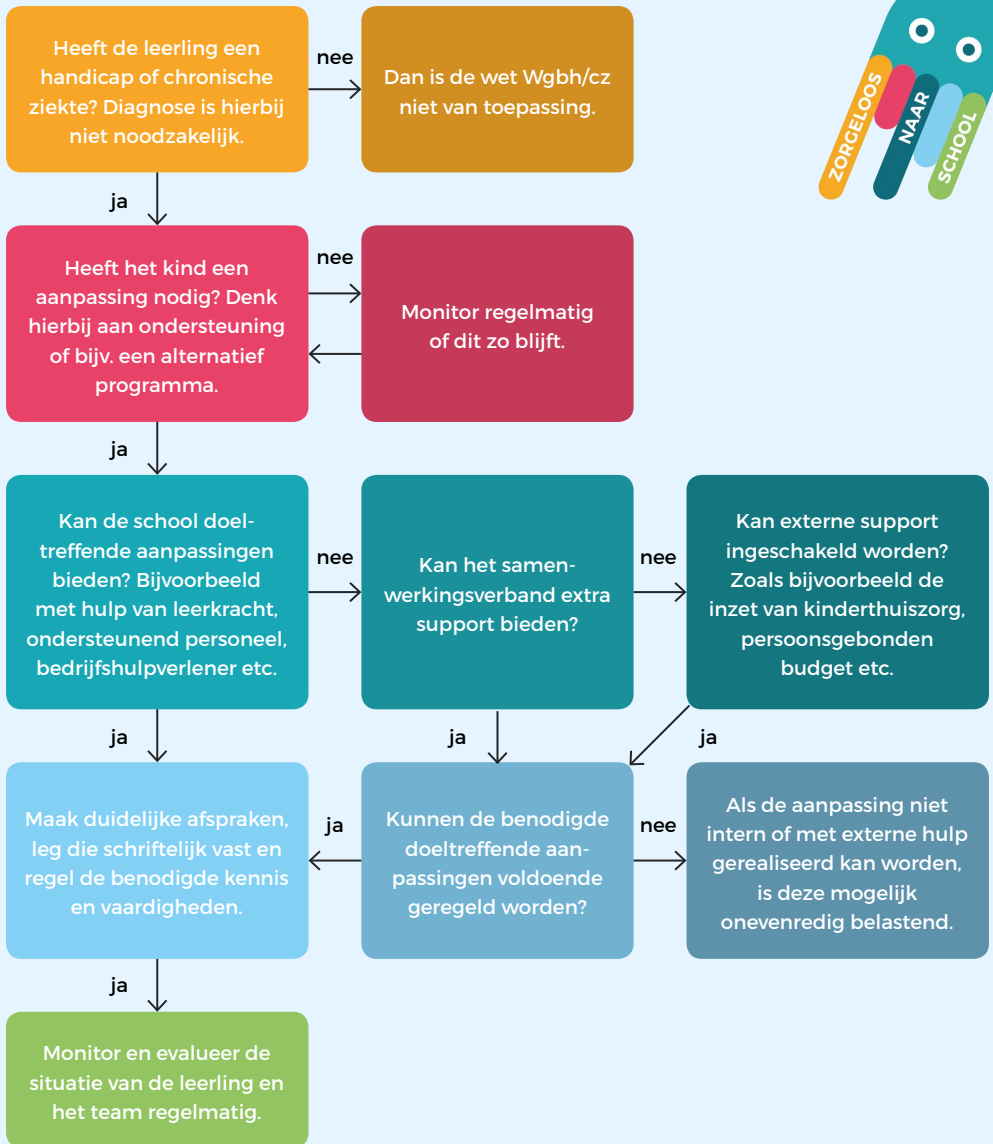 Heeft de leerling een
handicap of chronische
ziekte? Diagnose is hierbij
niet noodzakelijk.
nee
Dan is de wet Wgbh/cz
niet van toepassing.
ZORGELOOS
NAAR
SCHOOL
ja
Heeft het kind een
aanpassing nodig? Denk
hierbij aan ondersteuning
of bijv. een alternatief
programma.
nee
Monitor regelmatig
of dit zo blijft.
ja
Kan de school doel-
treffende aanpassingen
bieden? Bijvoorbeeld
met hulp van leerkracht,
ondersteunend personeel,
bedrijfshulpverlener etc.
nee
Kan het samen-
werkingsverband extra
support bieden?
nee
Kan externe support
ingeschakeld worden?
Zoals bijvoorbeeld de
inzet van kinderthuiszorg,
persoonsgebonden
budget etc.
ja
ja
ja
Maak duidelijke afspraken,
leg die schriftelijk vast en
regel de benodigde kennis
en vaardigheden.
ja
Kunnen de benodigde
doeltreffende aan-
passingen voldoende
geregeld worden?
nee
Als de aanpassing niet
intern of met externe hulp
gerealiseerd kan worden,
is deze mogelijk
onevenredig belastend.
ja
Monitor en evalueer de
situatie van de leerling en
het team regelmatig.